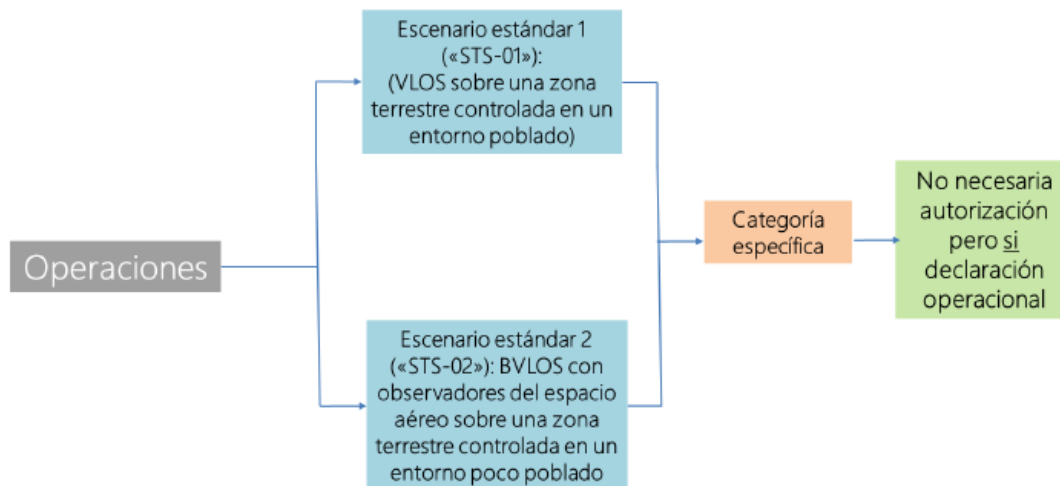 Operaciones
Escenario estándar 1
(«STS-01»):
(VLOS sobre una zona
terrestre controlada en un
entorno poblado)
Escenario estándar 2
(«STS-02»): BVLOS con
observadores del espacio
aéreo sobre una zona
terrestre controlada en un
entorno poco poblado
Categoría
específica
No necesaria
autorización
pero si
declaración
operacional